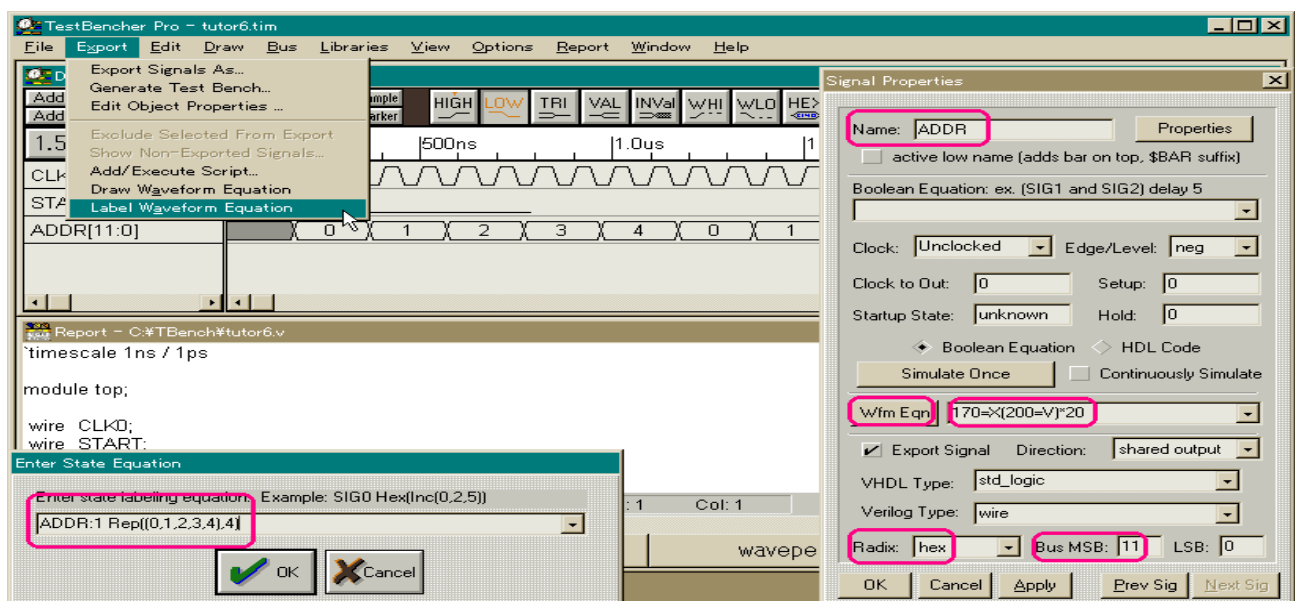 TestBencher Pro - tutor6.tim
File Export Edit Draw Bus Libraries View Options Report Window Help
Export Signals As...
Generate Test Bench...
Edit Object Properties ...
Exclude Selected From Export
Show Non-Exported Signals...
Add/Execute Script...
Draw Waveform Equation
Label Waveform Equation
Add
Add
HIGH LOW TRI VAL INVal WHI WLO HEX
1.5 500ns 1.0us 1
ADDR[11:0] 0 1 2 3 4 0 1
Report - C:¥TBench¥tutor6.v
`timescale 1ns / 1ps
module top;
wire CLK0;
wire START;
Enter State Equation
Enter state labeling equation. Example: SIG0 Hex(Inc(0,2,5))
ADDR:1 Rep((0,1,2,3,4),4)
OK Cancel
: 1 Col: 1
wavepe
Signal Properties
Name: ADDR Properties
active low name (adds bar on top, $BAR suffix)
Boolean Equation: ex. (SIG1 and SIG2) delay 5
Clock: Unclocked Edge/Level: neg
Clock to Out: 0 Setup: 0
Startup State: unknown Hold: 0
Boolean Equation HDL Code
Simulate Once Continuously Simulate
Wfm Eqn 170=X(200=V)*20
Export Signal Direction: shared output
VHDL Type: std_logic
Verilog Type: wire
Radix: hex Bus MSB: 11 LSB: 0
OK Cancel Apply Prev Sig Next Sig